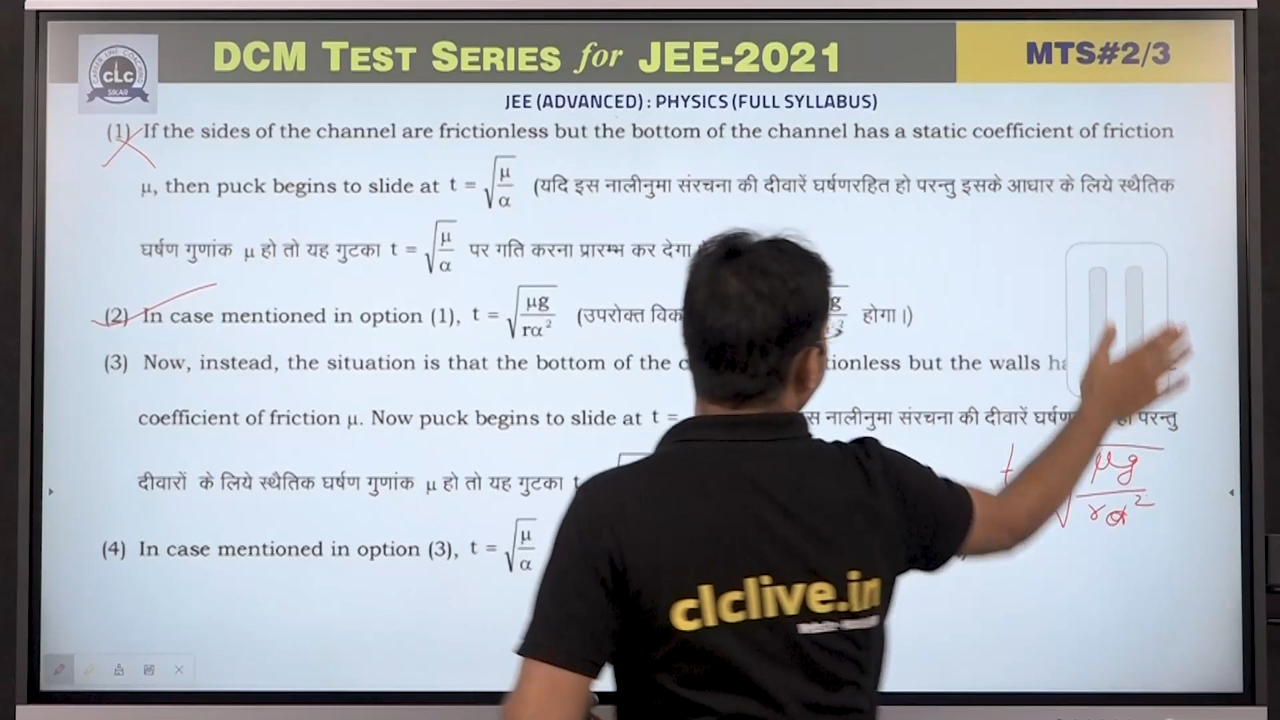 CLC
SIKAR
DCM TEST SERIES for JEE-2021
MTS#2/3
JEE (ADVANCED) : PHYSICS (FULL SYLLABUS)
(1) If the sides of the channel are frictionless but the bottom of the channel has a static coefficient of friction
μ, then puck begins to slide at t = √(μ/α) (यदि इस नालीनुमा संरचना की दीवारें घर्षणरहित हो परन्तु इसके आधार के लिये स्थैतिक
घर्षण गुणांक μ हो तो यह गुटका t = √(μ/α) पर गति करना प्रारम्भ कर देगा
(2) In case mentioned in option (1), t = √(μg/rα²) (उपरोक्त होगा।)
(3) Now, instead, the situation is that the bottom of the but the walls
coefficient of friction μ. Now puck begins to slide at t = नालीनुमा संरचना की दीवारें परन्तु
दीवारों के लिये स्थैतिक घर्षण गुणांक μ हो तो यह गुटका t
t √(μg/rα²)
(4) In case mentioned in option (3), t = √(μ/α)
clclive.in